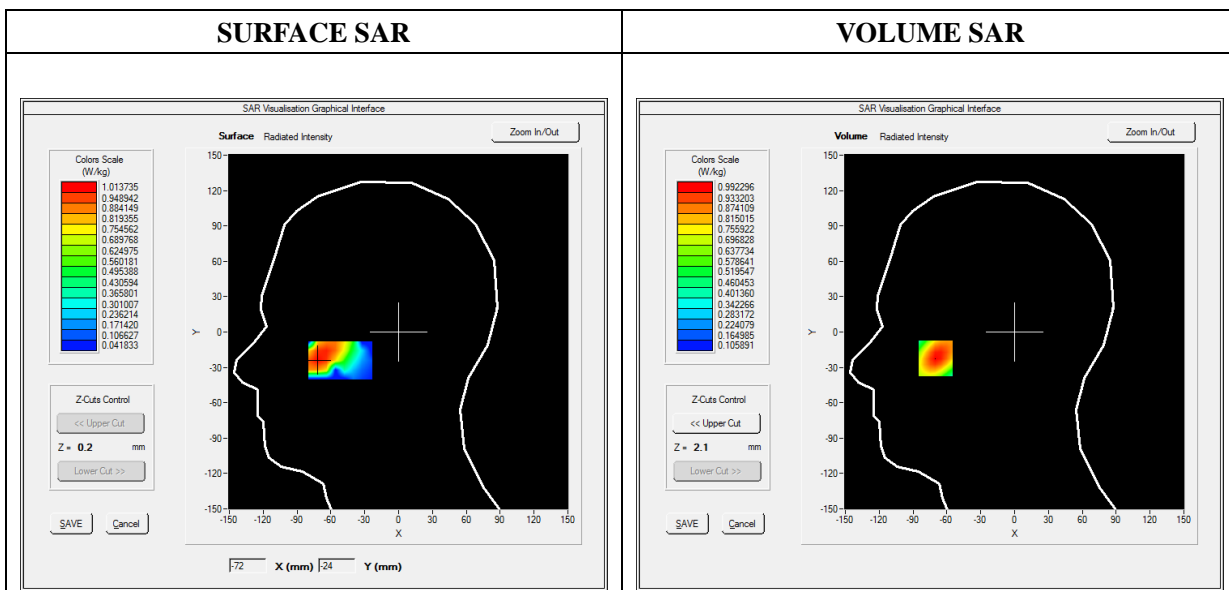 SURFACE SAR
VOLUME SAR
SAR Visualisation Graphical Interface
Surface Radiated Intensity
Zoom In/Out
Colors Scale
(W/kg)
1.013735
0.948942
0.884149
0.819355
0.754562
0.689768
0.624975
0.560181
0.495388
0.430594
0.365801
0.301007
0.236214
0.171420
0.106627
0.041833
Z-Cuts Control
<< Upper Cut
Z = 0.2 mm
Lower Cut >>
SAVE Cancel
150
120
90
60
30
0
-30
-60
-90
-120
-150
Y
-150 -120 -90 -60 -30 0 30 60 90 120 150
X
-72 X (mm) -24 Y (mm)
SAR Visualisation Graphical Interface
Volume Radiated Intensity
Zoom In/Out
Colors Scale
(W/kg)
0.992296
0.933203
0.874109
0.815015
0.755922
0.696828
0.637734
0.578641
0.519547
0.460453
0.401360
0.342266
0.283172
0.224079
0.164985
0.105891
Z-Cuts Control
<< Upper Cut
Z = 2.1 mm
Lower Cut >>
SAVE Cancel
150
120
90
60
30
0
-30
-60
-90
-120
-150
Y
-150 -120 -90 -60 -30 0 30 60 90 120 150
X